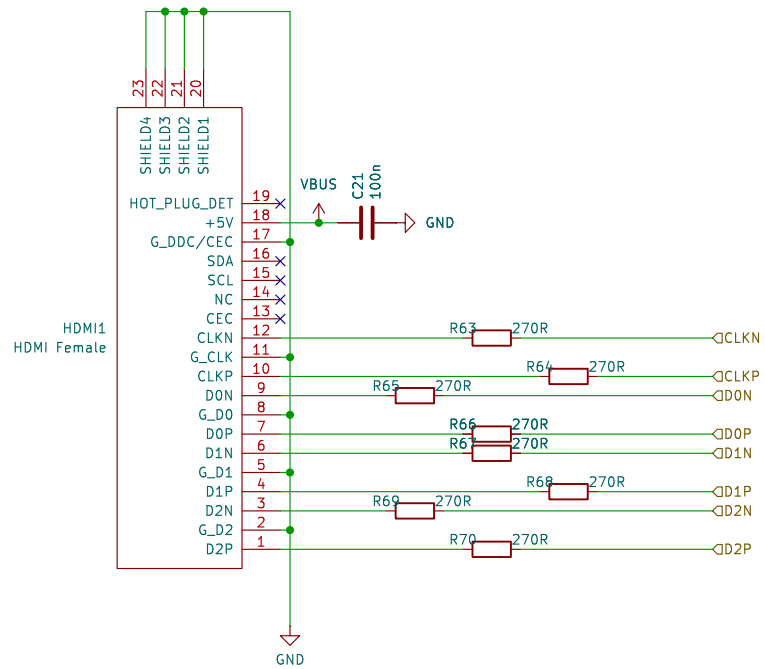 23
22
21
20
SHIELD4
SHIELD3
SHIELD2
SHIELD1
C21
100n
VBUS
GND
HOT_PLUG_DET 19
+5V 18
G_DDC/CEC 17
SDA 16
SCL 15
NC 14
CEC 13
HDMI1
HDMI Female
CLKN 12 R63 270R CLKN
G_CLK 11
CLKP 10 R64 270R CLKP
D0N 9 R65 270R D0N
G_D0 8
D0P 7 R66 270R D0P
D1N 6 R67 270R D1N
G_D1 5
D1P 4 R68 270R D1P
D2N 3 R69 270R D2N
G_D2 2
D2P 1 R70 270R D2P
GND